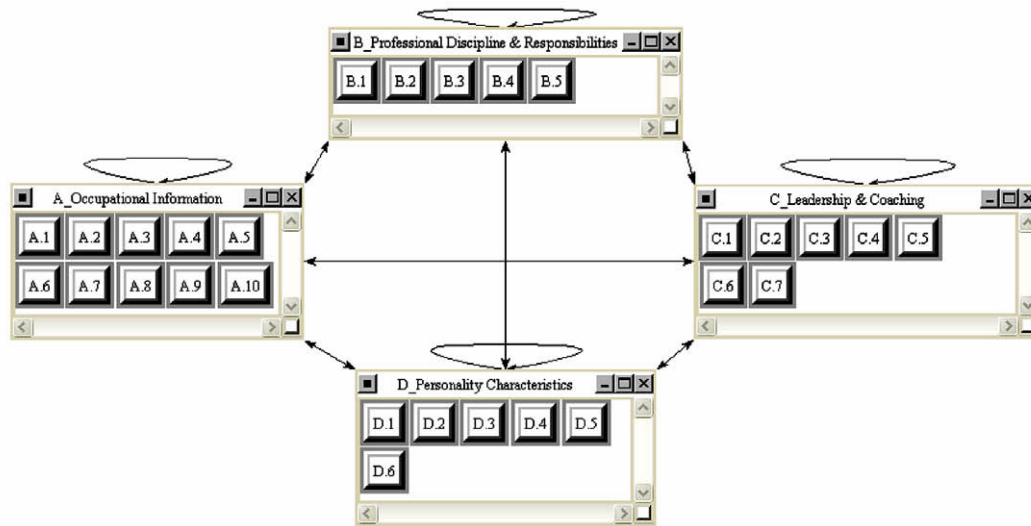 B_Professional Discipline & Responsibilities
B.1 B.2 B.3 B.4 B.5
A_Occupational Information
A.1 A.2 A.3 A.4 A.5
A.6 A.7 A.8 A.9 A.10
C_Leadership & Coaching
C.1 C.2 C.3 C.4 C.5
C.6 C.7
D_Personality Characteristics
D.1 D.2 D.3 D.4 D.5
D.6